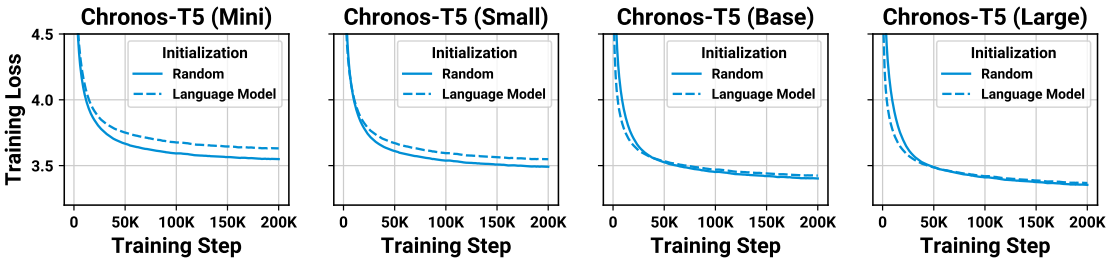 Chronos-T5 (Mini)
Chronos-T5 (Small)
Chronos-T5 (Base)
Chronos-T5 (Large)
Training Loss
4.5
4.0
3.5
Initialization
Random
Language Model
Initialization
Random
Language Model
Initialization
Random
Language Model
Initialization
Random
Language Model
0 50K 100K 150K 200K
0 50K 100K 150K 200K
0 50K 100K 150K 200K
0 50K 100K 150K 200K
Training Step
Training Step
Training Step
Training Step